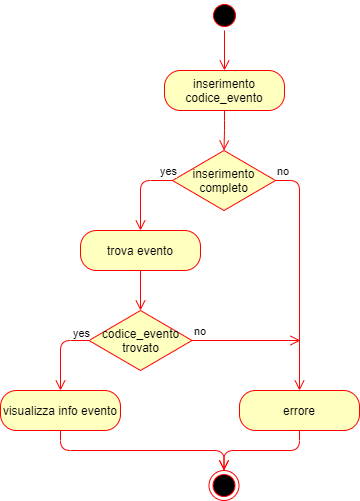 inserimento
codice_evento
yes
inserimento
completo
no
trova evento
yes
codice_evento
trovato
no
visualizza info evento
errore